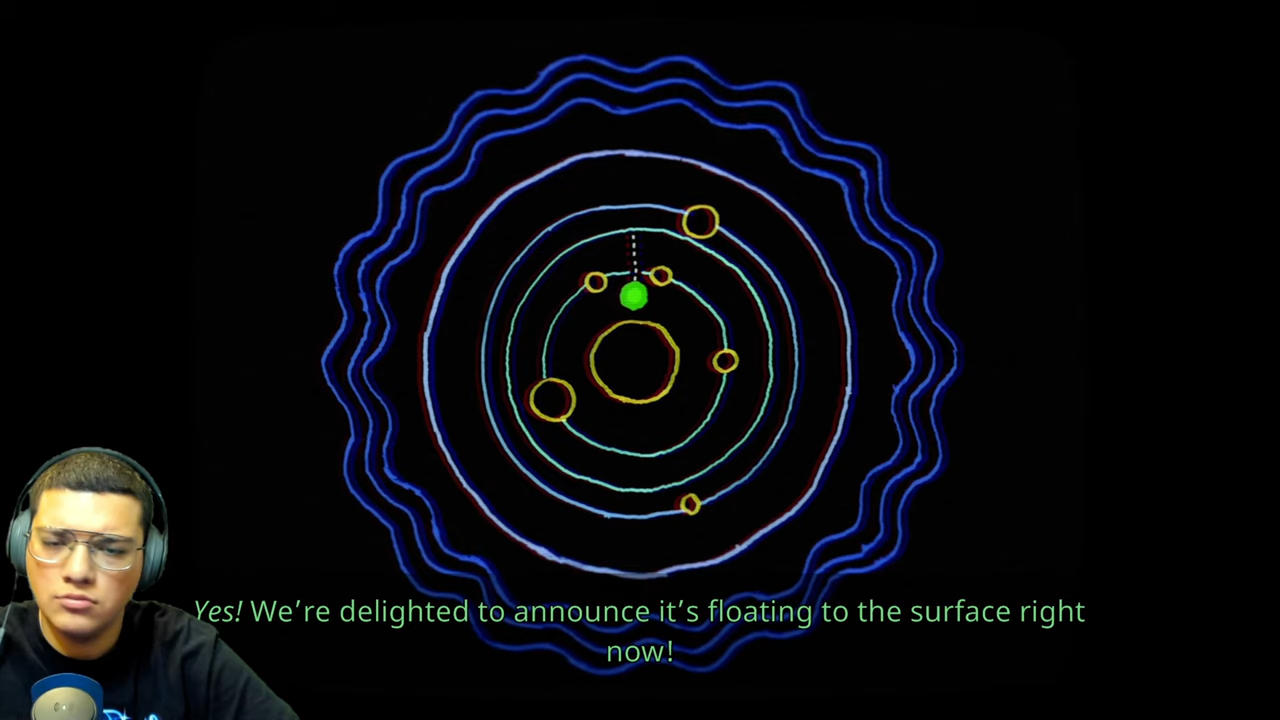 Yes! We’re delighted to announce it’s floating to the surface right
now!